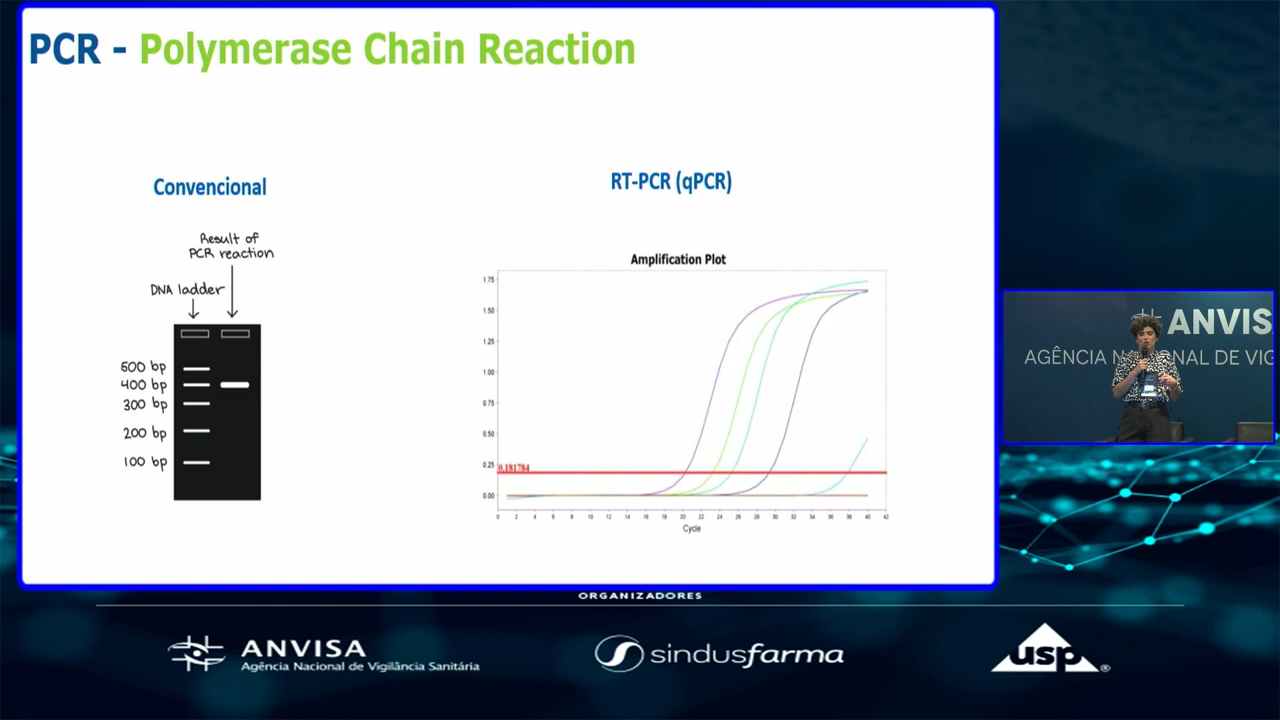 PCR - Polymerase Chain Reaction
Convencional
Result of
PCR reaction
DNA ladder
500 bp
400 bp
300 bp
200 bp
100 bp
RT-PCR (qPCR)
Amplification Plot
1.75
1.50
1.25
1.00
0.75
0.50
0.25
0.181784
0.00
0 2 4 6 8 10 12 14 16 18 20 22 24 26 28 30 32 34 36 38 40 42
Cycle
ANVIS
AGÊNCIA N NAL DE VIG
ORGANIZADORES
ANVISA
Agência Nacional de Vigilância Sanitária
sindusfarma
usp®